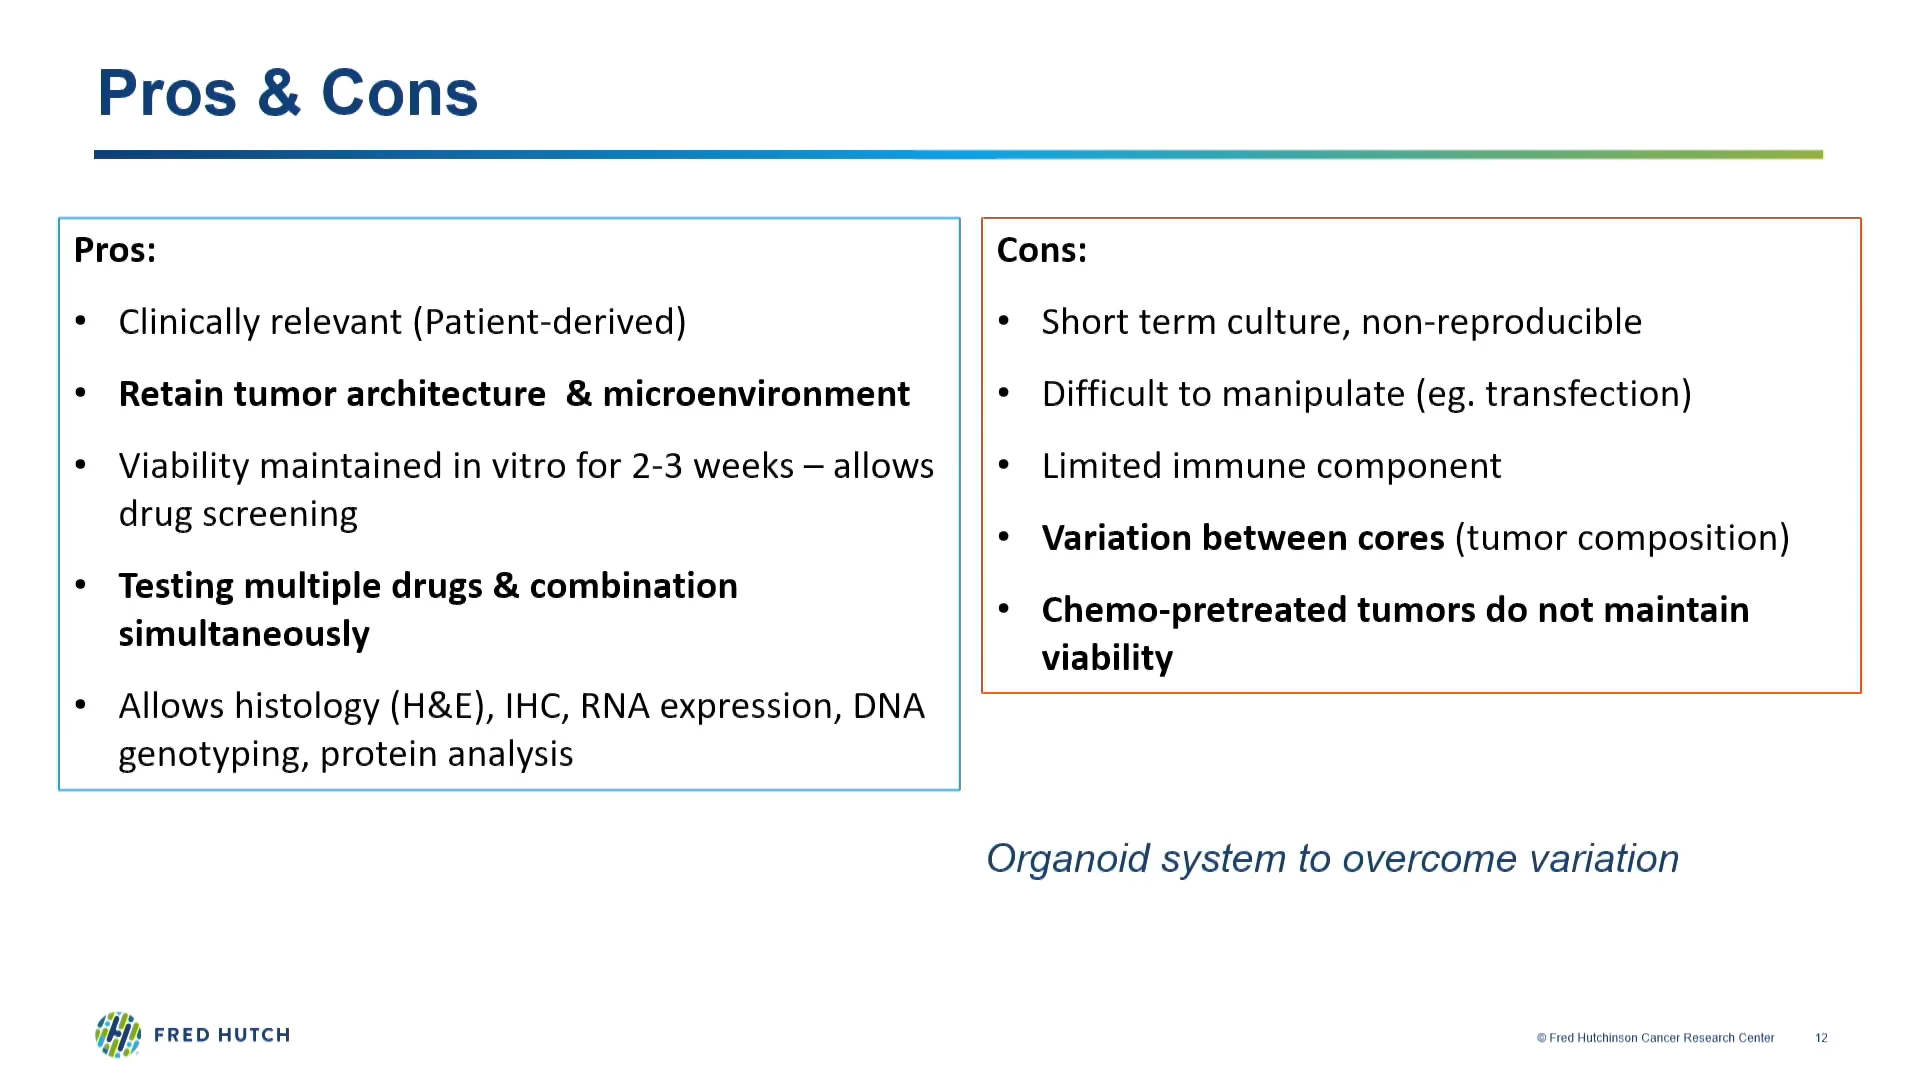 Pros & Cons
Pros:
• Clinically relevant (Patient-derived)
• Retain tumor architecture & microenvironment
• Viability maintained in vitro for 2-3 weeks – allows
drug screening
• Testing multiple drugs & combination
simultaneously
• Allows histology (H&E), IHC, RNA expression, DNA
genotyping, protein analysis
Cons:
• Short term culture, non-reproducible
• Difficult to manipulate (eg. transfection)
• Limited immune component
• Variation between cores (tumor composition)
• Chemo-pretreated tumors do not maintain
viability
Organoid system to overcome variation
FRED HUTCH
© Fred Hutchinson Cancer Research Center 12